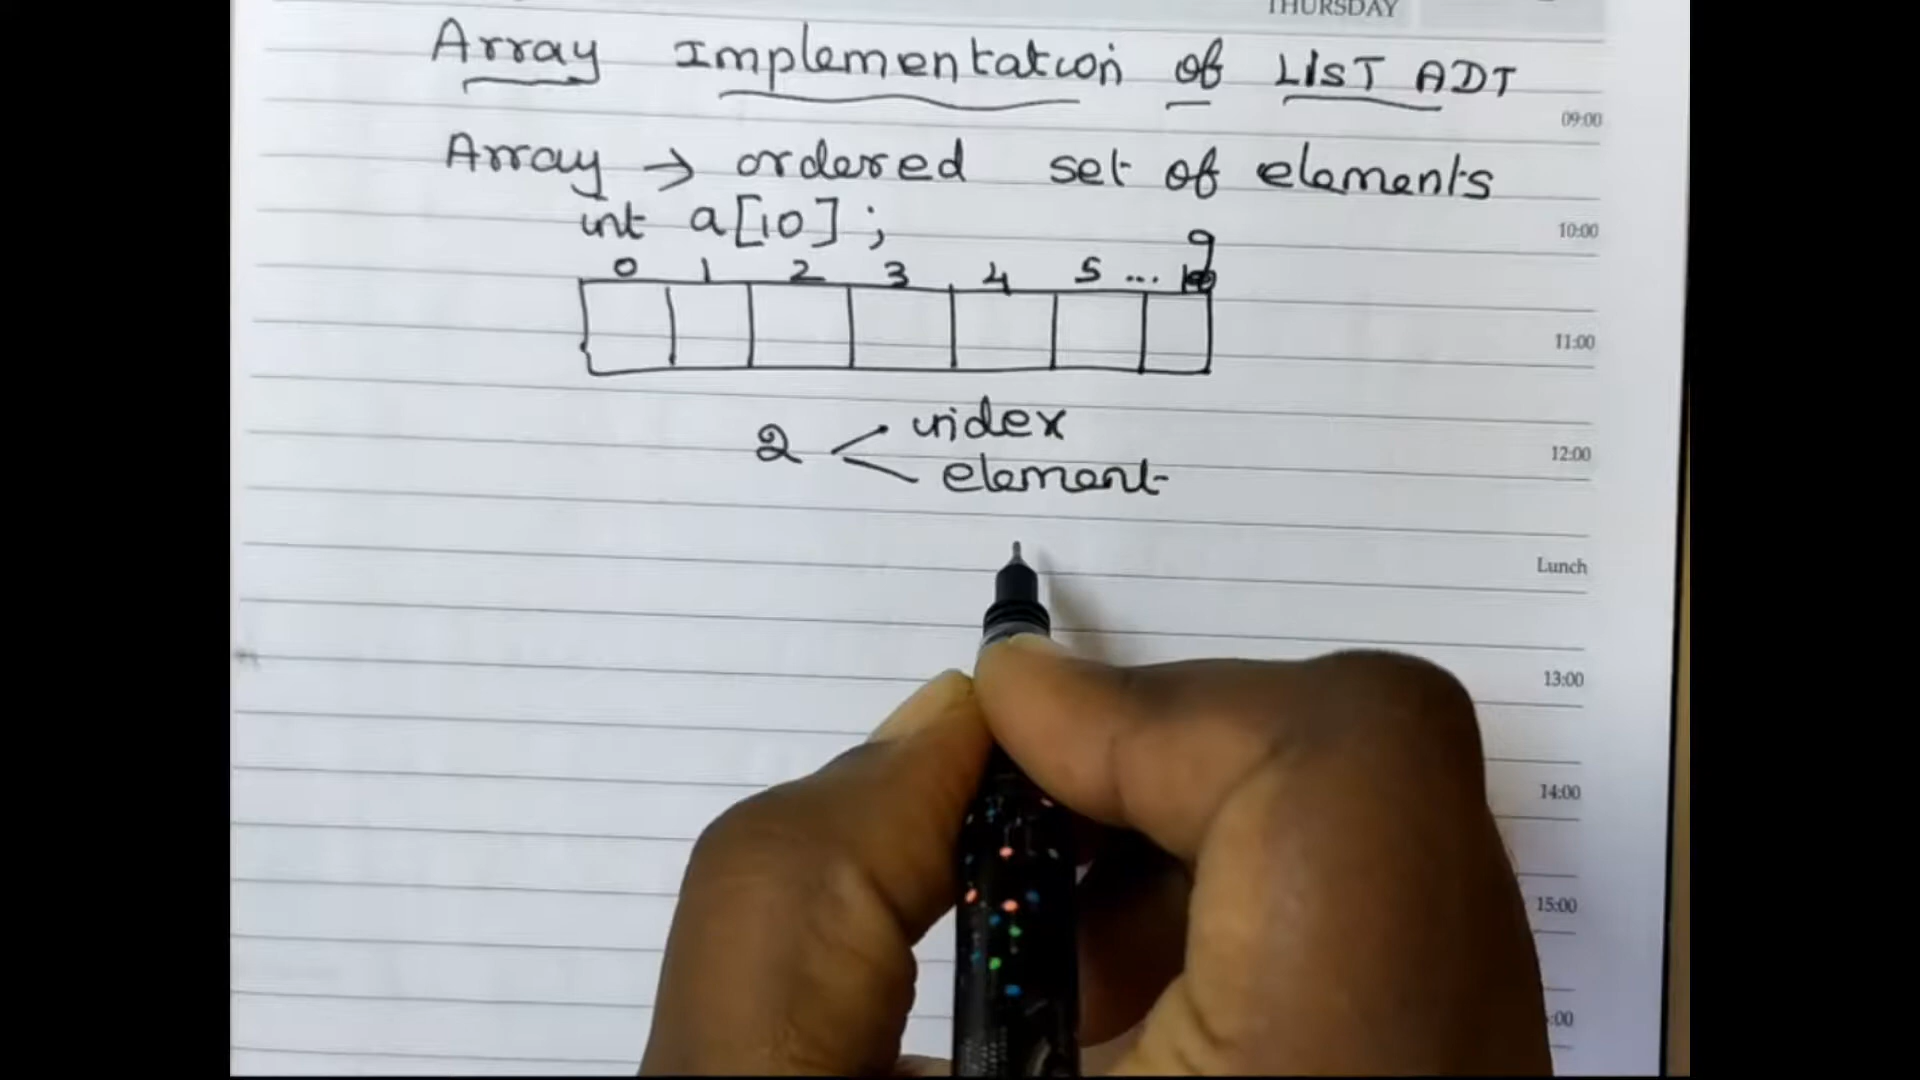 THURSDAY
Array Implementation of LIST ADT
09:00
Array → ordered set of elements
int a[10];
10:00
0 1 2 3 4 5 ... 9
11:00
2 < index
element
12:00
Lunch
13:00
14:00
15:00
:00